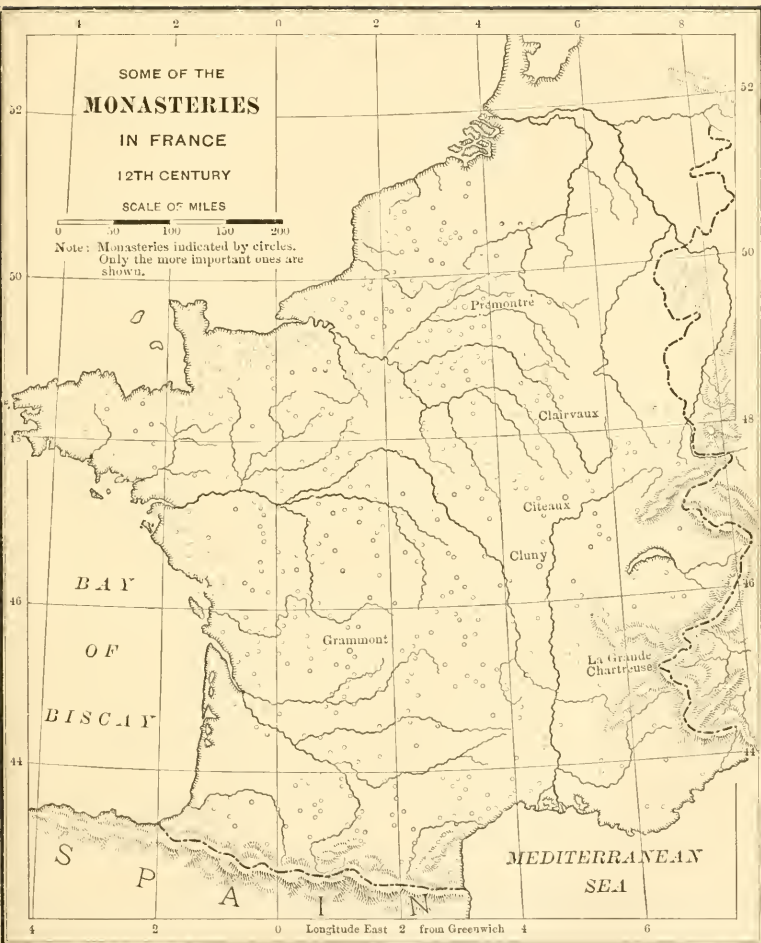 4 2 0 2 4 6 8
SOME OF THE
MONASTERIES
IN FRANCE
12TH CENTURY
SCALE OF MILES
0 50 100 150 200
Note: Monasteries indicated by circles.
Only the more important ones are
shown.
52 52
50 50
Prémontré
Clairvaux
48 48
Citeaux
Cluny
BAY
46 46
Grammont
OF
La Grande
Chartreuse
BISCAY
44 44
MEDITERRANEAN
SEA
SPAIN
4 2 0 Longitude East 2 from Greenwich 4 6